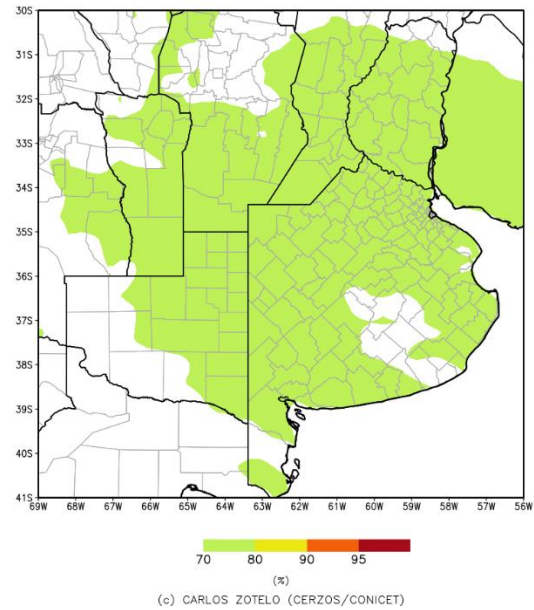 30S
31S
32S
33S
34S
35S
36S
37S
38S
39S
40S
41S
69W 68W 67W 66W 65W 64W 63W 62W 61W 60W 59W 58W 57W 56W
70 80 90 95
(%)
(c) CARLOS ZOTELO (CERZOS/CONICET)